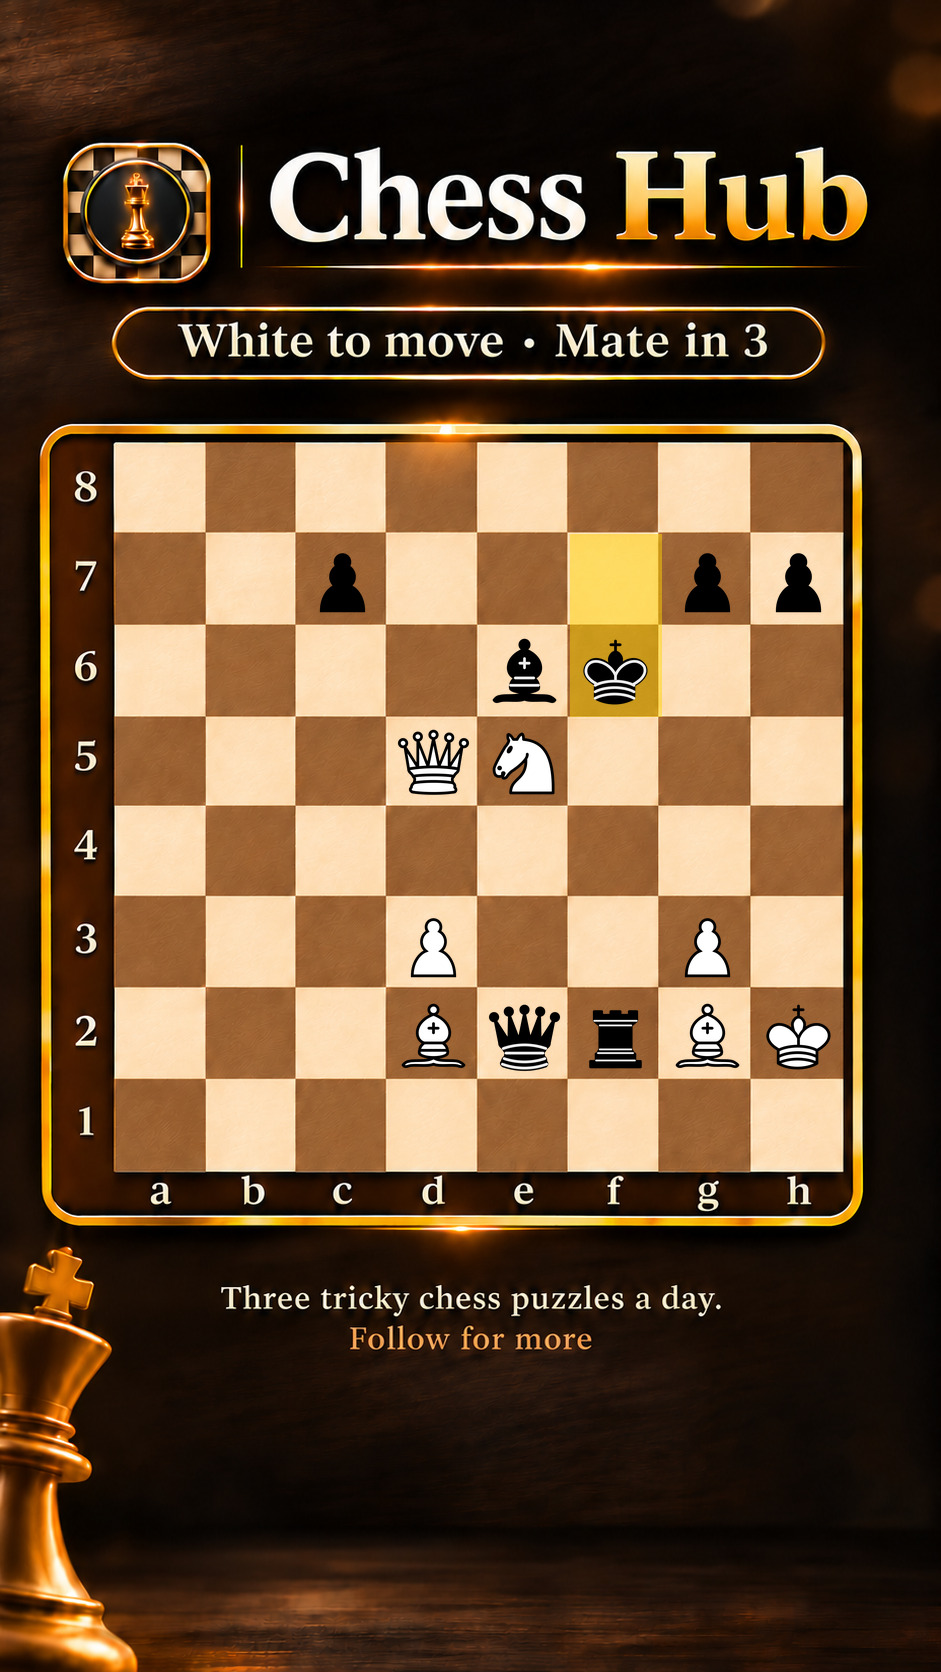 Chess Hub
White to move • Mate in 3
8
7
6
5
4
3
2
1
a b c d e f g h
Three tricky chess puzzles a day.
Follow for more